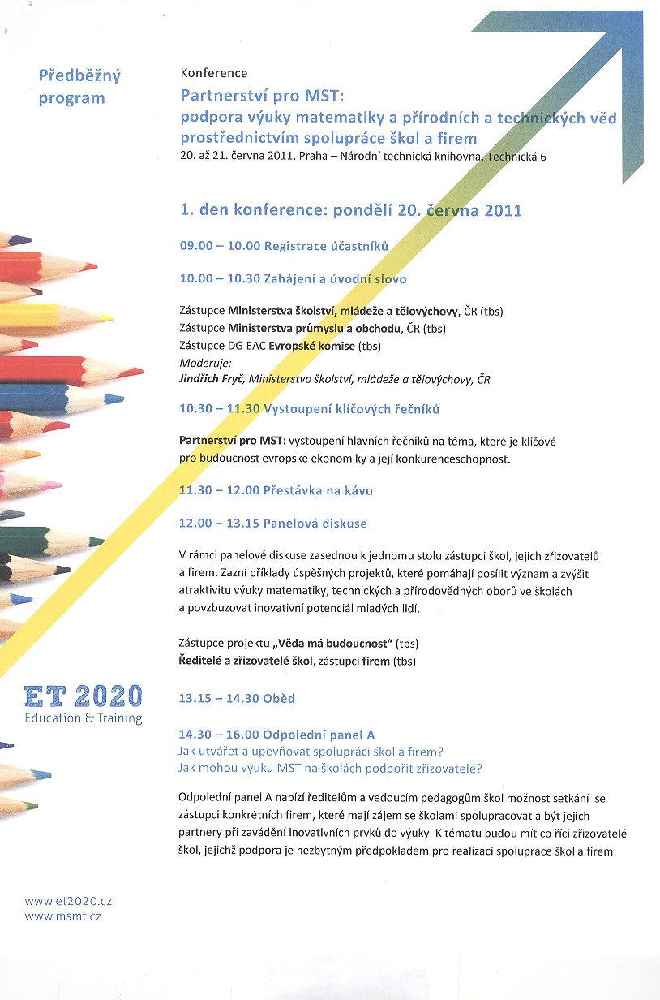 Předběžný
program
Konference
Partnerství pro MST:
podpora výuky matematiky a přírodních a technických věd
prostřednictvím spolupráce škol a firem
20. až 21. června 2011, Praha – Národní technická knihovna, Technická 6
1. den konference: pondělí 20. června 2011
09.00 – 10.00 Registrace účastníků
10.00 – 10.30 Zahájení a úvodní slovo
Zástupce Ministerstva školství, mládeže a tělovýchovy, ČR (tbs)
Zástupce Ministerstva průmyslu a obchodu, ČR (tbs)
Zástupce DG EAC Evropské komise (tbs)
Moderuje:
Jindřich Fryč, Ministerstvo školství, mládeže a tělovýchovy, ČR
10.30 – 11.30 Vystoupení klíčových řečníků
Partnerství pro MST: vystoupení hlavních řečníků na téma, které je klíčové
pro budoucnost evropské ekonomiky a její konkurenceschopnost.
11.30 – 12.00 Přestávka na kávu
12.00 – 13.15 Panelová diskuse
V rámci panelové diskuse zasednou k jednomu stolu zástupci škol, jejich zřizovatelů
a firem. Zazní příklady úspěšných projektů, které pomáhají posílit význam a zvýšit
atraktivitu výuky matematiky, technických a přírodovědných oborů ve školách
a povzbuzovat inovativní potenciál mladých lidí.
Zástupce projektu „Věda má budoucnost“ (tbs)
Ředitelé a zřizovatelé škol, zástupci firem (tbs)
ET 2020
Education & Training
13.15 – 14.30 Oběd
14.30 – 16.00 Odpolední panel A
Jak utvářet a upevňovat spolupráci škol a firem?
Jak mohou výuku MST na školách podpořit zřizovatelé?
Odpolední panel A nabízí ředitelům a vedoucím pedagogům škol možnost setkání se
zástupci konkrétních firem, které mají zájem se školami spolupracovat a být jejich
partnery při zavádění inovativních prvků do výuky. K tématu budou mít co říci zřizovatelé
škol, jejichž podpora je nezbytným předpokladem pro realizaci spolupráce škol a firem.
www.et2020.cz
www.msmt.cz